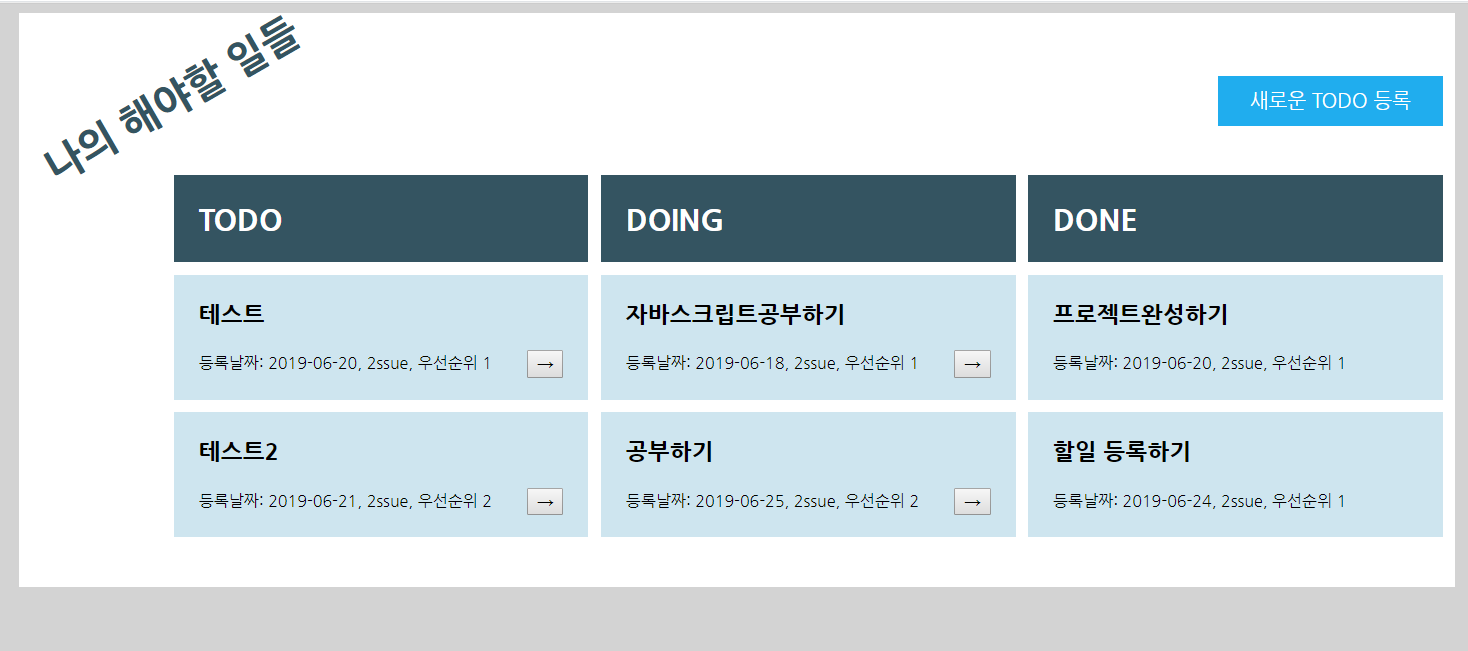 나의 해야할 일들
새로운 TODO 등록
TODO
테스트
등록날짜: 2019-06-20, 2ssue, 우선순위 1
→
테스트2
등록날짜: 2019-06-21, 2ssue, 우선순위 2
→
DOING
자바스크립트공부하기
등록날짜: 2019-06-18, 2ssue, 우선순위 1
→
공부하기
등록날짜: 2019-06-25, 2ssue, 우선순위 2
→
DONE
프로젝트완성하기
등록날짜: 2019-06-20, 2ssue, 우선순위 1
할일 등록하기
등록날짜: 2019-06-24, 2ssue, 우선순위 1